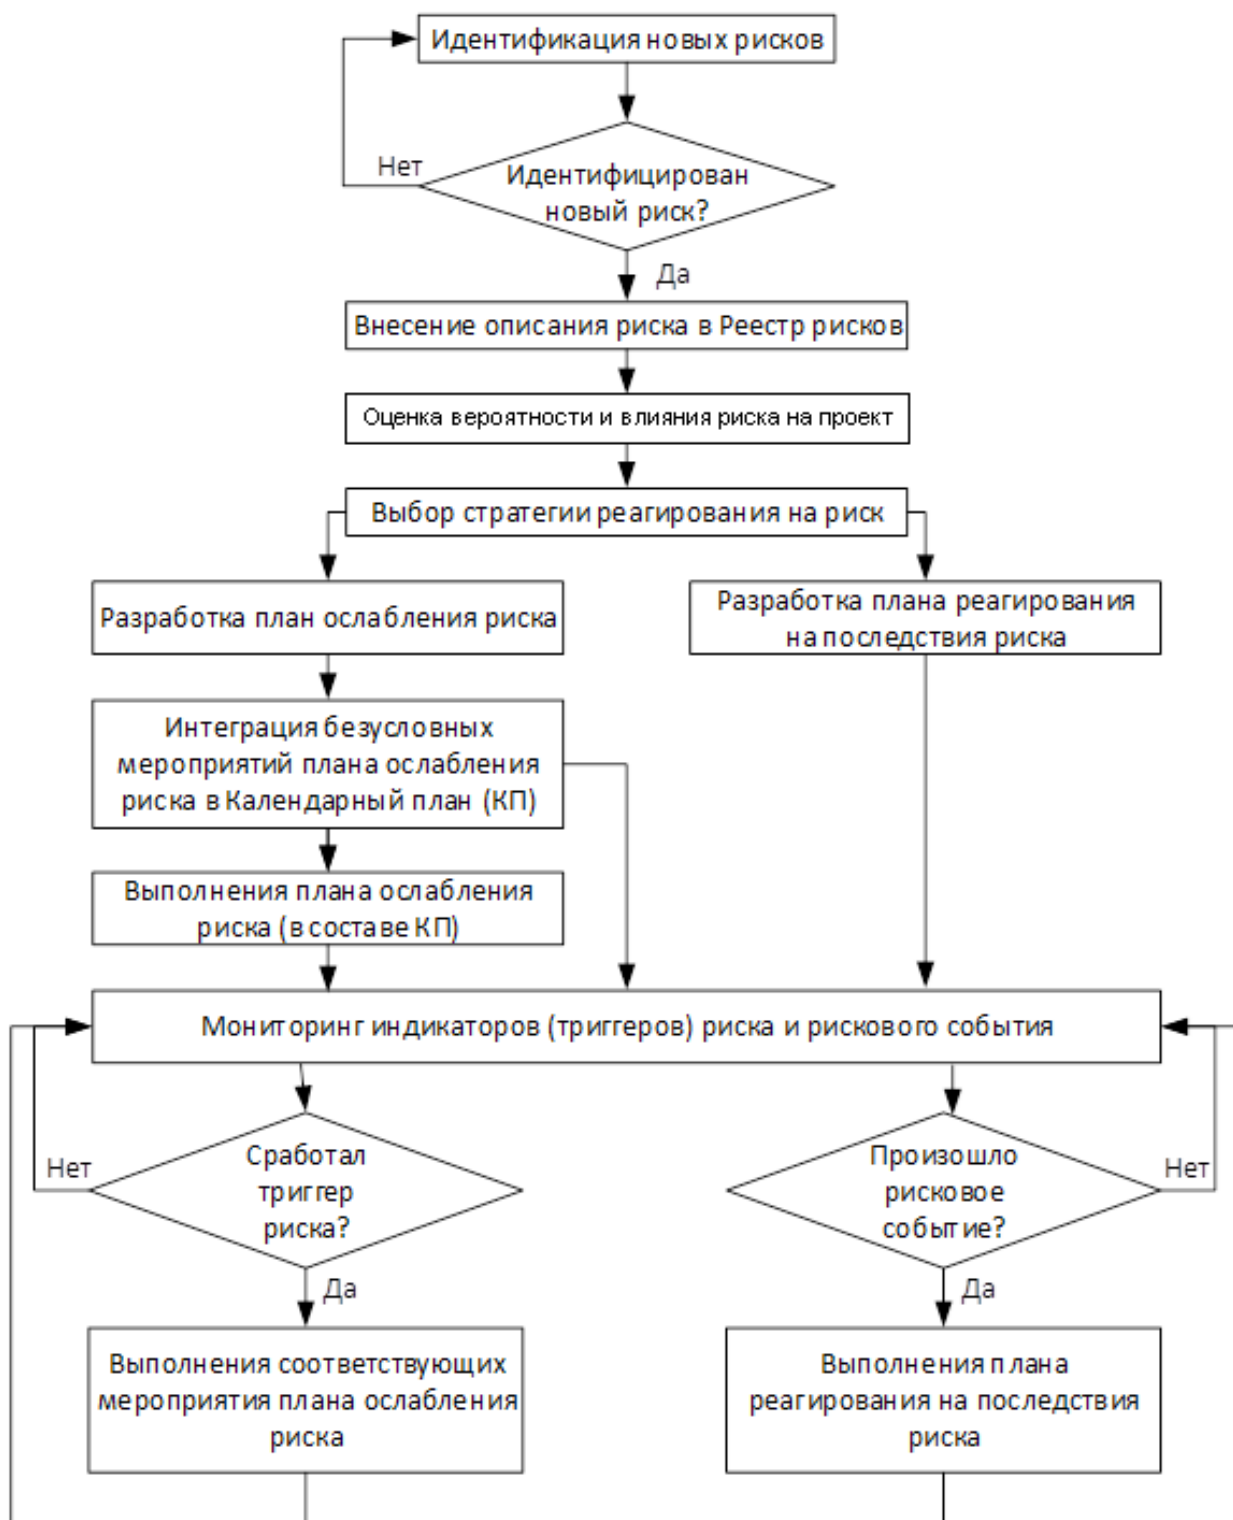 Идентификация новых рисков
Нет
Идентифицирован
новый риск?
Да
Внесение описания риска в Реестр рисков
Оценка вероятности и влияния риска на проект
Выбор стратегии реагирования на риск
Разработка план ослабления риска
Разработка плана реагирования
на последствия риска
Интеграция безусловных
мероприятий плана ослабления
риска в Календарный план (КП)
Выполнения плана ослабления
риска (в составе КП)
Мониторинг индикаторов (триггеров) риска и рискового события
Нет
Сработал
триггер
риска?
Произошло
рисковое
событие?
Нет
Да
Да
Выполнения соответствующих
мероприятия плана ослабления
риска
Выполнения плана
реагирования на последствия
риска